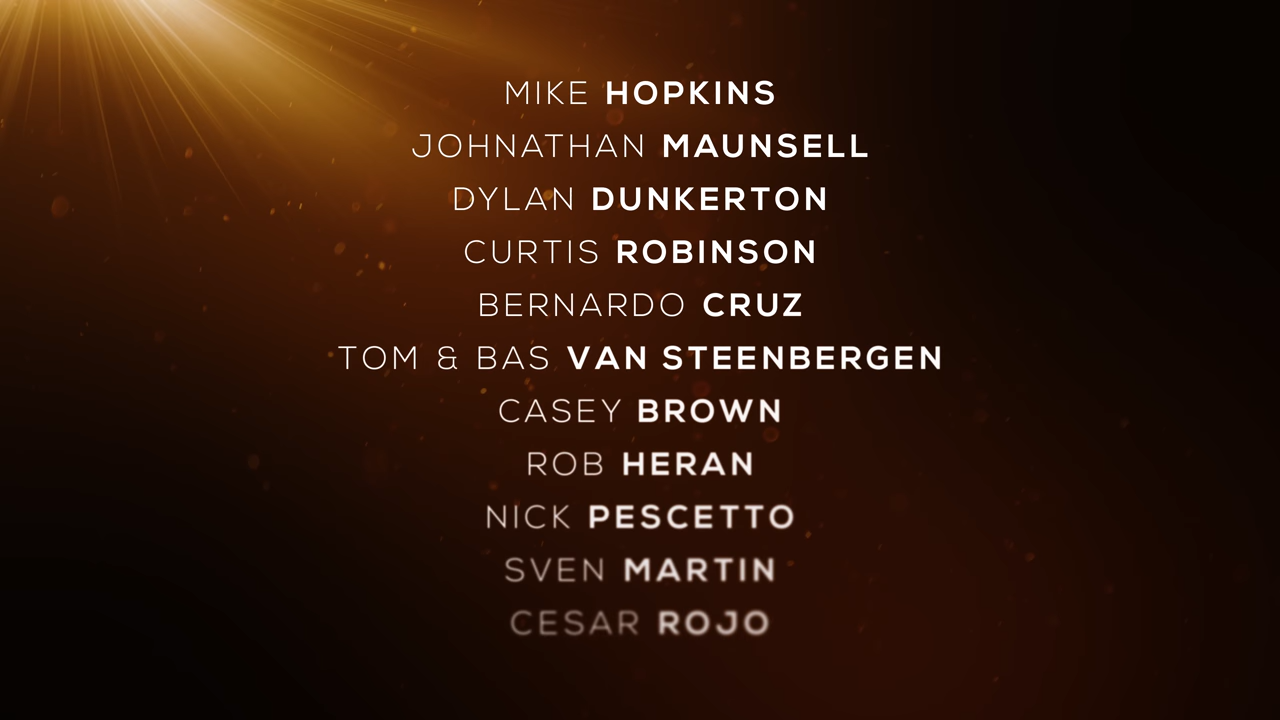 MIKE HOPKINS
JOHNATHAN MAUNSELL
DYLAN DUNKERTON
CURTIS ROBINSON
BERNARDO CRUZ
TOM & BAS VAN STEENBERGEN
CASEY BROWN
ROB HERAN
NICK PESCETTO
SVEN MARTIN
CESAR ROJO